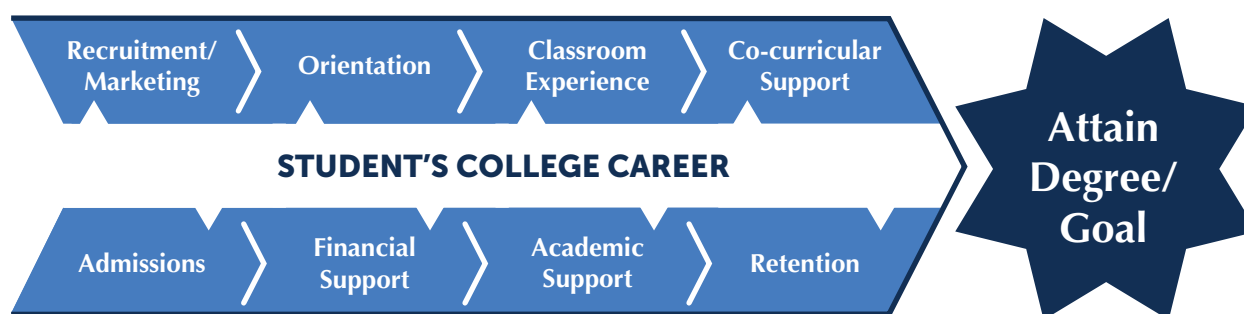 Recruitment/
Marketing
Orientation
Classroom
Experience
Co-curricular
Support
STUDENT'S COLLEGE CAREER
Admissions
Financial
Support
Academic
Support
Retention
Attain
Degree/
Goal